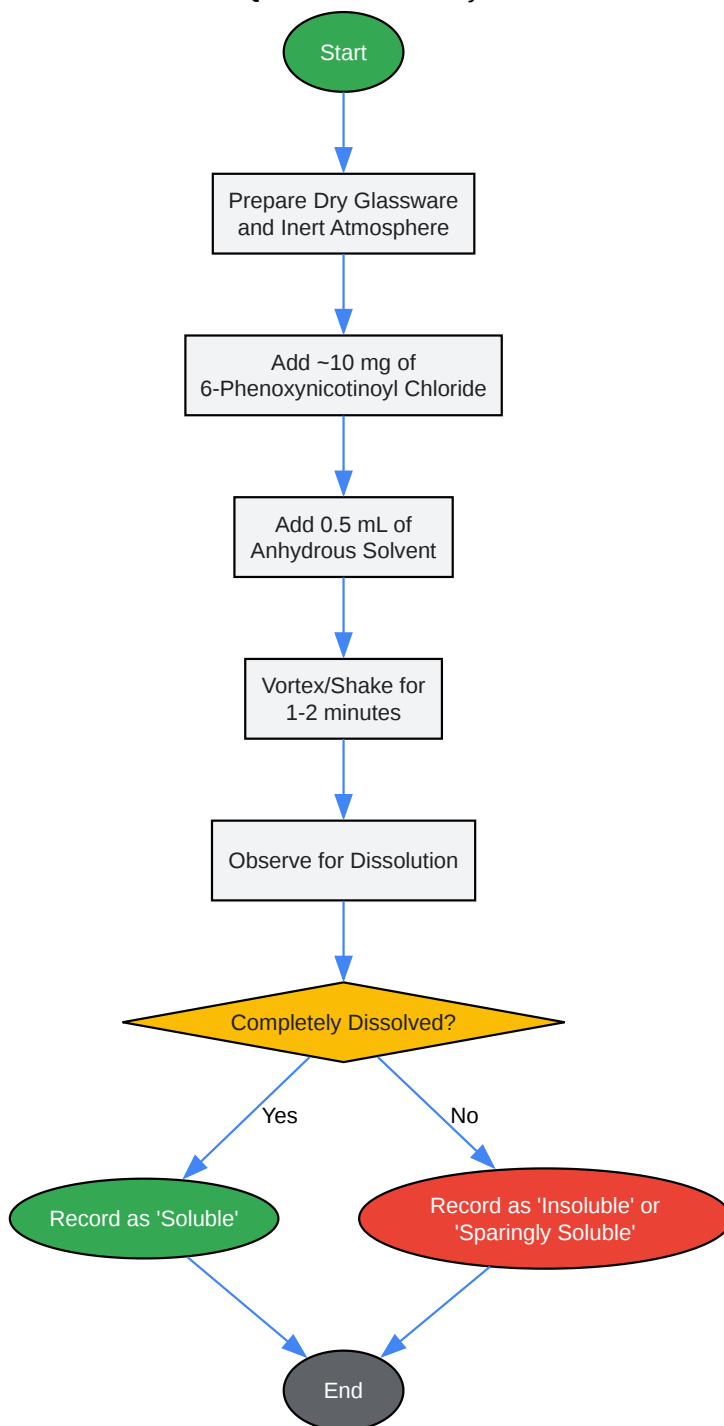 Start
Prepare Dry Glassware
and Inert Atmosphere
Add ~10 mg of
6-Phenoxynicotinoyl Chloride
Add 0.5 mL of
Anhydrous Solvent
Vortex/Shake for
1-2 minutes
Observe for Dissolution
Completely Dissolved?
Yes
No
Record as 'Soluble'
Record as 'Insoluble' or
'Sparingly Soluble'
End